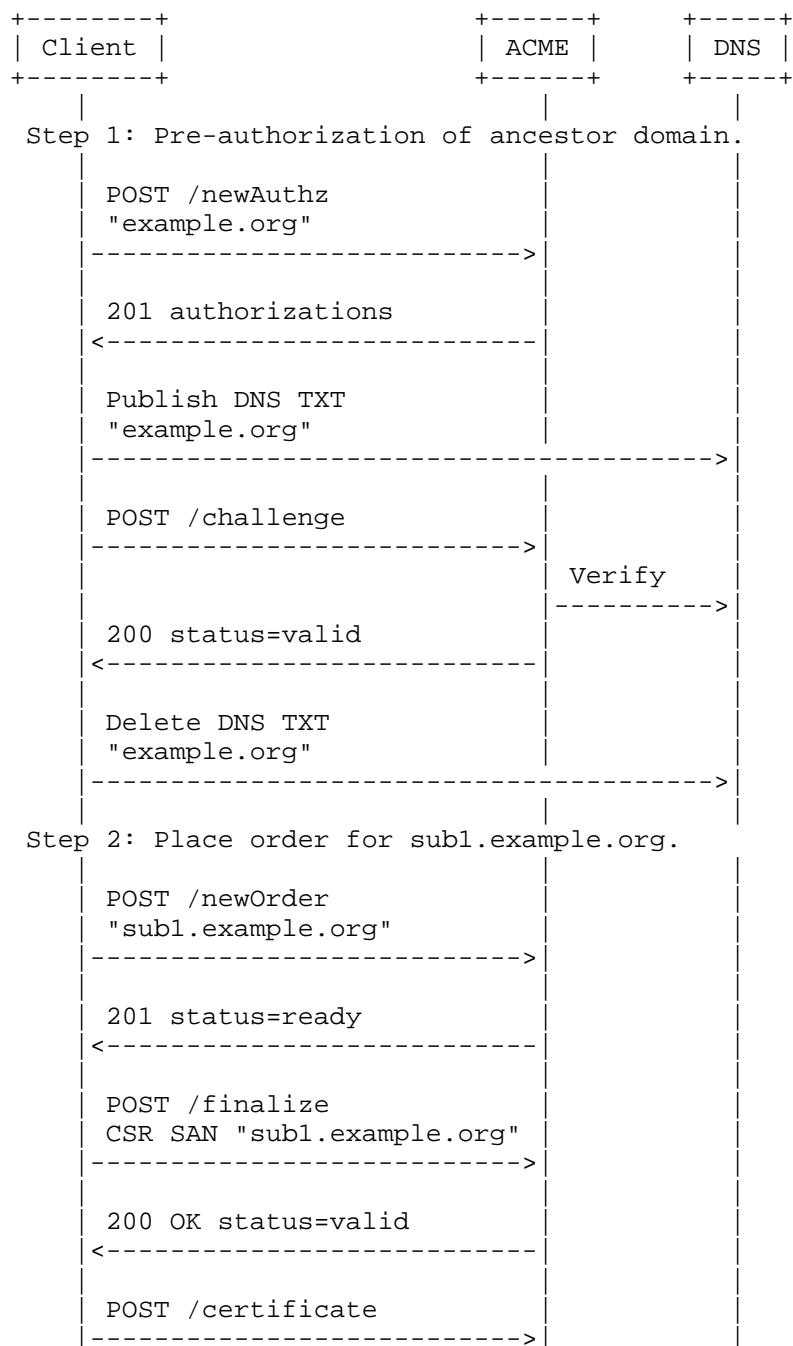 Client ACME DNS
Step 1: Pre-authorization of ancestor domain.
POST /newAuthz
"example.org"
201 authorizations
Publish DNS TXT
"example.org"
POST /challenge
Verify
200 status=valid
Delete DNS TXT
"example.org"
Step 2: Place order for sub1.example.org.
POST /newOrder
"sub1.example.org"
201 status=ready
POST /finalize
CSR SAN "sub1.example.org"
200 OK status=valid
POST /certificate